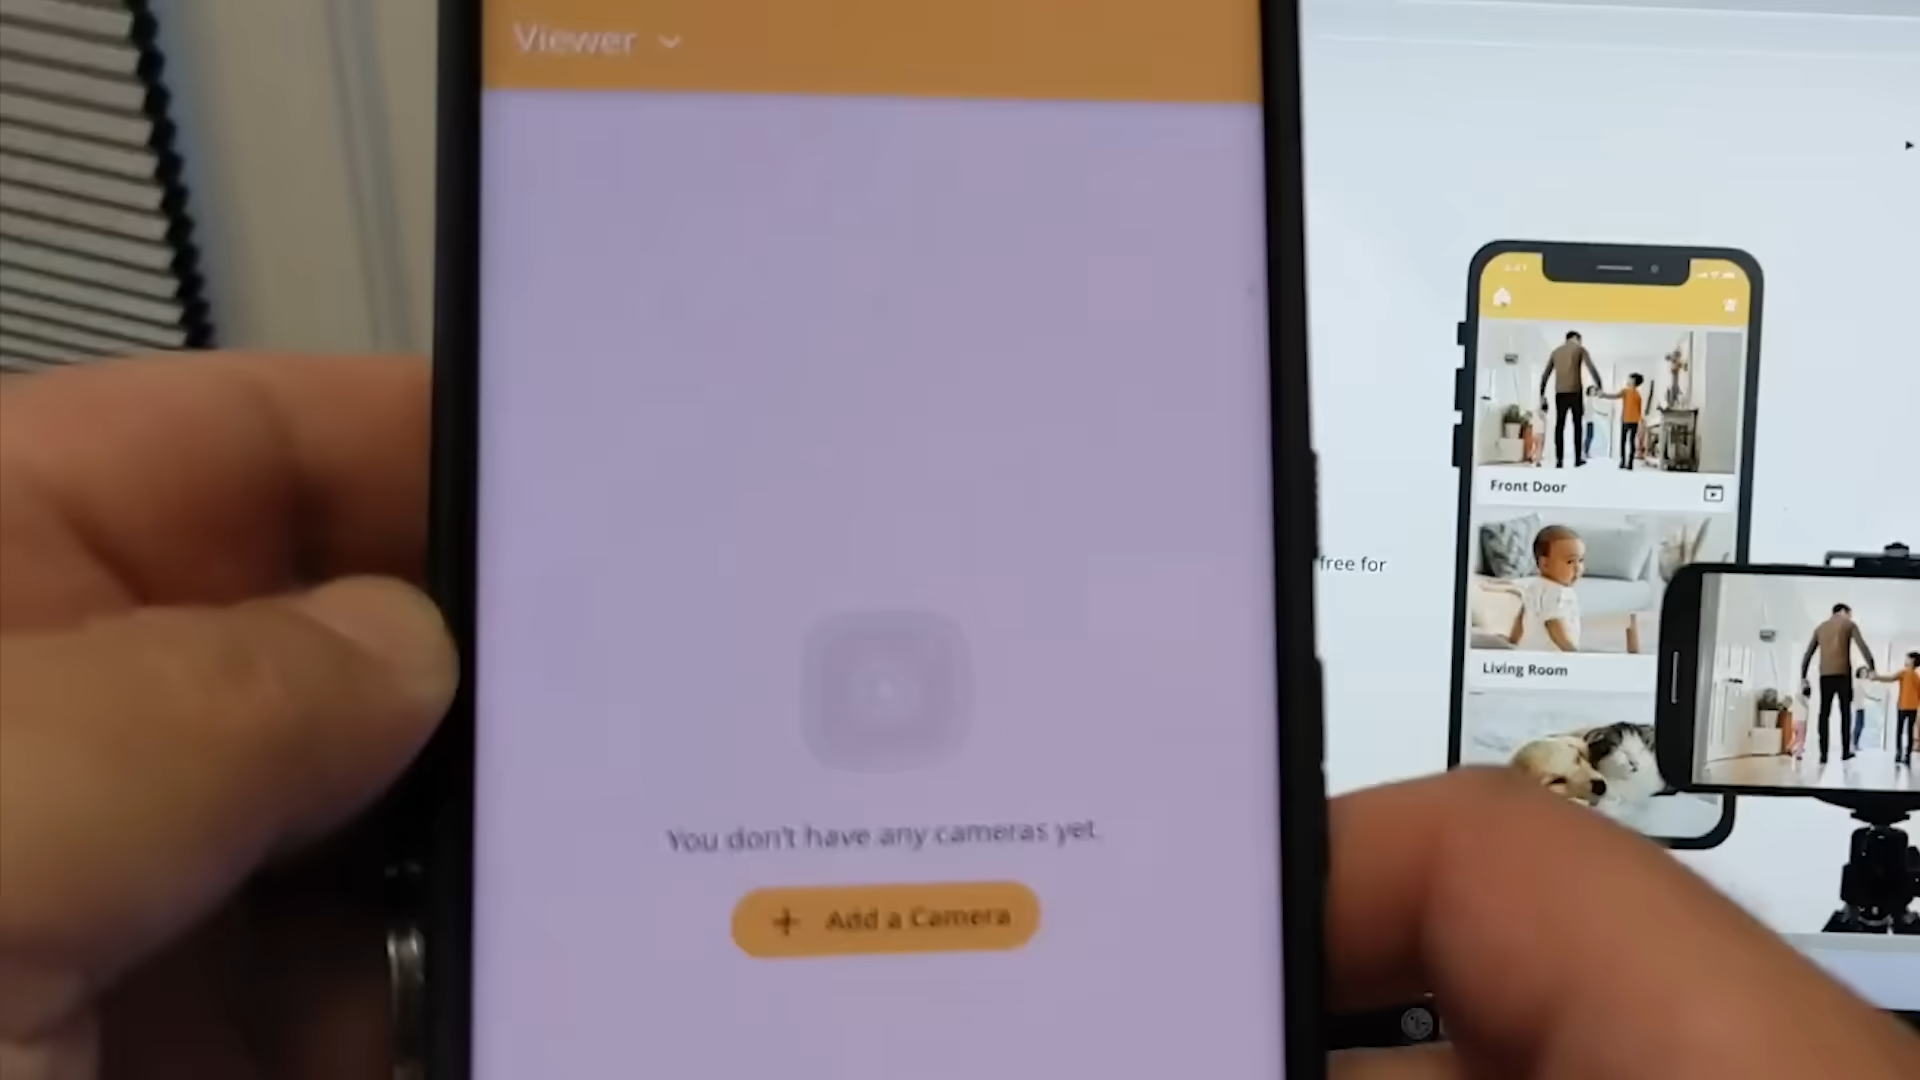 Viewer
You don't have any cameras yet.
+ Add a Camera
free for
Front Door
Living Room